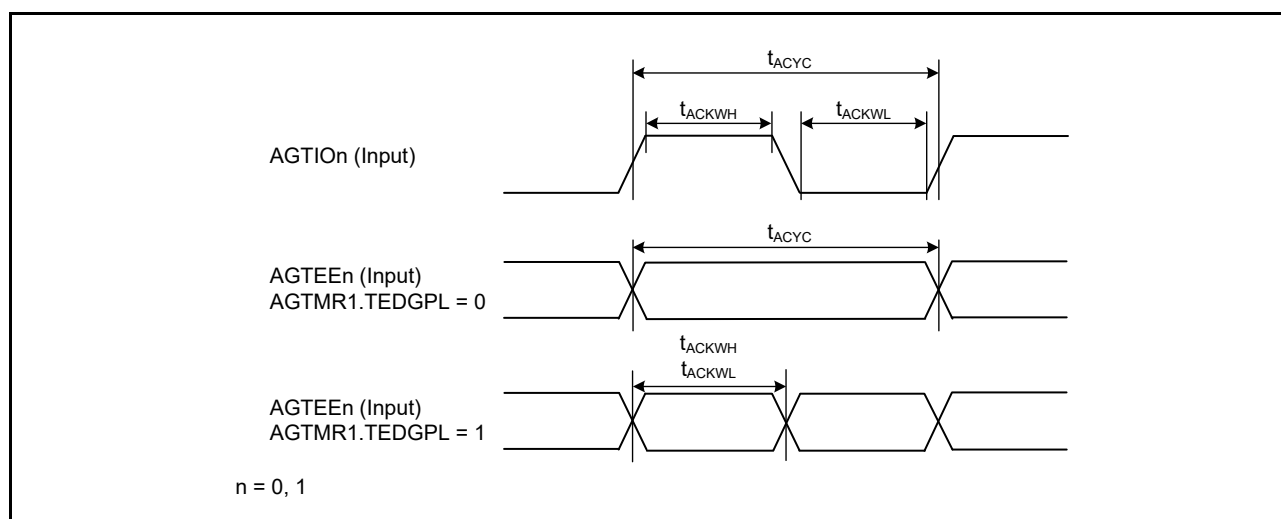 tACYC
tACKWH
tACKWL
AGTIOn (Input)
tACYC
AGTEEn (Input)
AGTMR1.TEDGPL = 0
tACKWH
tACKWL
AGTEEn (Input)
AGTMR1.TEDGPL = 1
n = 0, 1